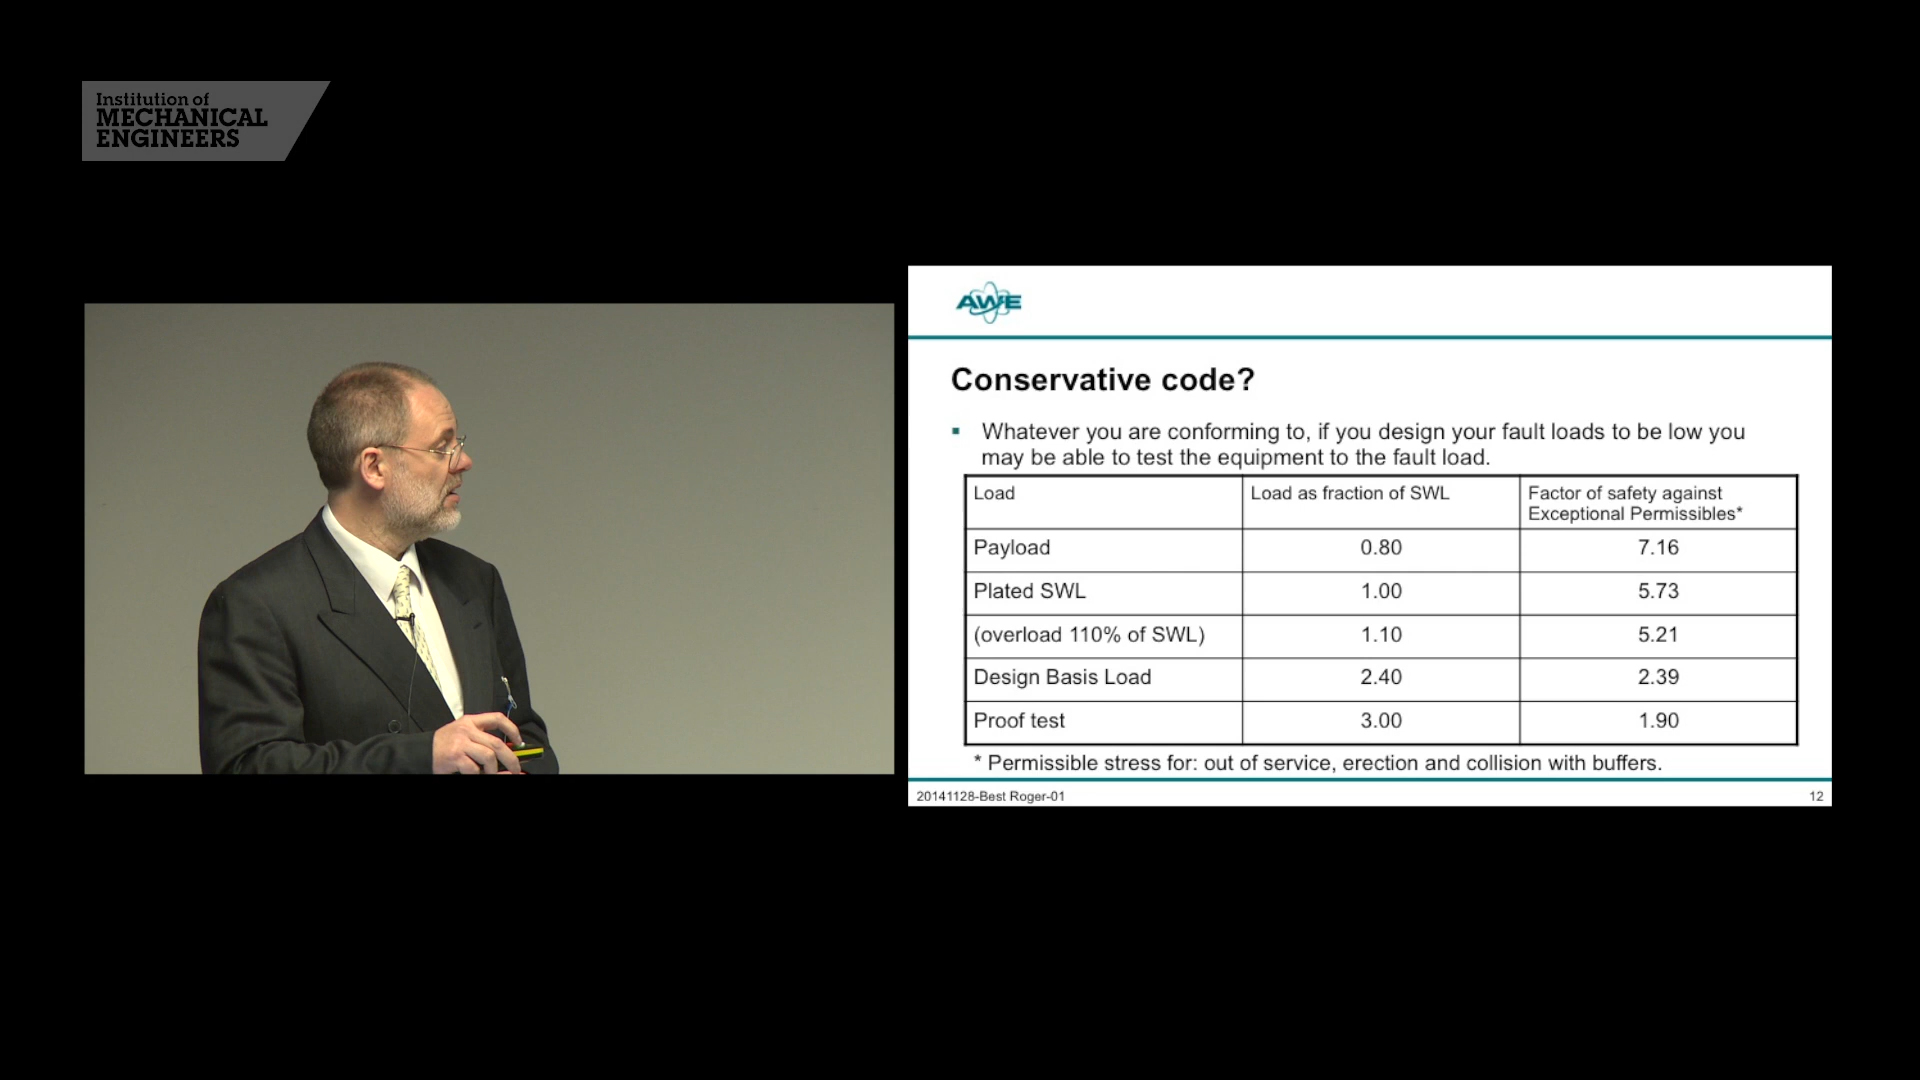 Institution of
MECHANICAL
ENGINEERS
AWE
Conservative code?
▪ Whatever you are conforming to, if you design your fault loads to be low you
may be able to test the equipment to the fault load.
Load Load as fraction of SWL Factor of safety against
Exceptional Permissibles*
Payload 0.80 7.16
Plated SWL 1.00 5.73
(overload 110% of SWL) 1.10 5.21
Design Basis Load 2.40 2.39
Proof test 3.00 1.90
* Permissible stress for: out of service, erection and collision with buffers.
20141128-Best Roger-01 12